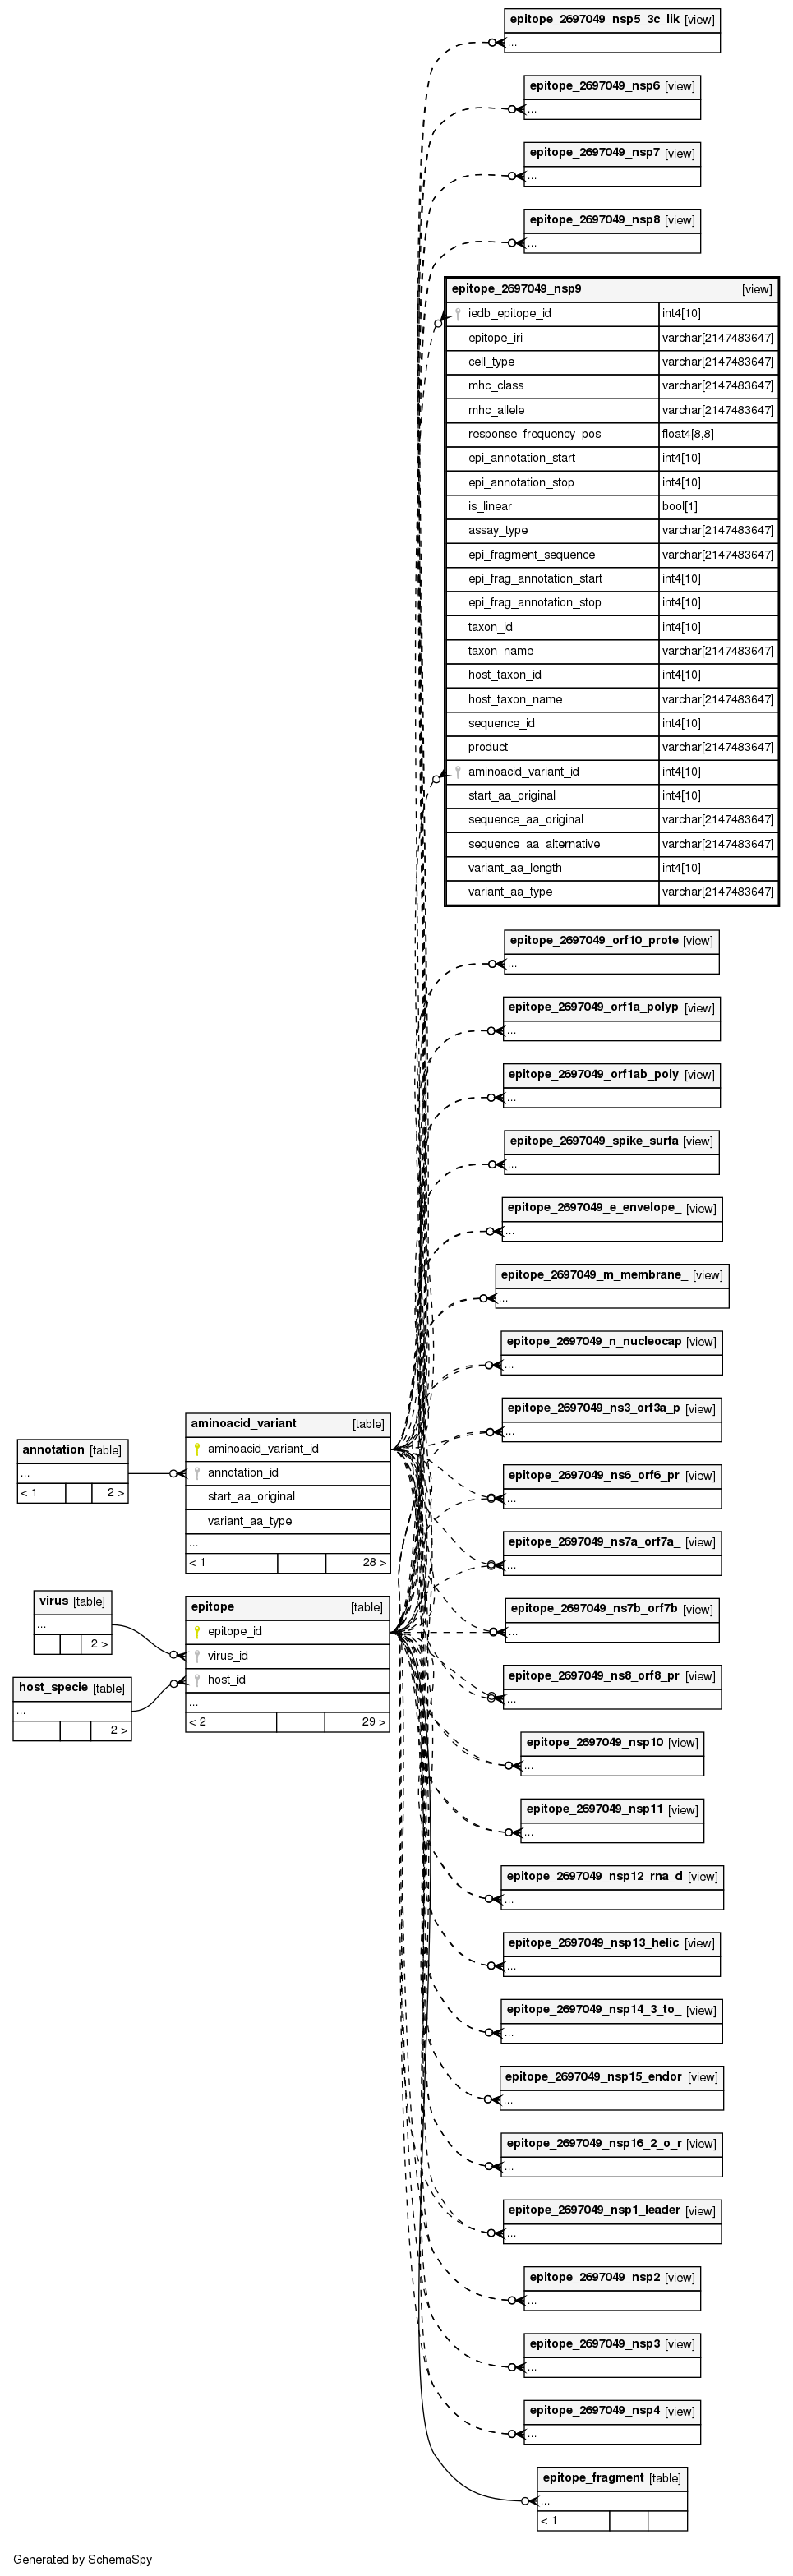 epitope_2697049_nsp5_3c_lik [view]
...
epitope_2697049_nsp6 [view]
...
epitope_2697049_nsp7 [view]
...
epitope_2697049_nsp8 [view]
...
epitope_2697049_nsp9 [view]
iedb_epitope_id int4[10]
epitope_iri varchar[2147483647]
cell_type varchar[2147483647]
mhc_class varchar[2147483647]
mhc_allele varchar[2147483647]
response_frequency_pos float4[8,8]
epi_annotation_start int4[10]
epi_annotation_stop int4[10]
is_linear bool[1]
assay_type varchar[2147483647]
epi_fragment_sequence varchar[2147483647]
epi_frag_annotation_start int4[10]
epi_frag_annotation_stop int4[10]
taxon_id int4[10]
taxon_name varchar[2147483647]
host_taxon_id int4[10]
host_taxon_name varchar[2147483647]
sequence_id int4[10]
product varchar[2147483647]
aminoacid_variant_id int4[10]
start_aa_original int4[10]
sequence_aa_original varchar[2147483647]
sequence_aa_alternative varchar[2147483647]
variant_aa_length int4[10]
variant_aa_type varchar[2147483647]
epitope_2697049_orf10_prote [view]
...
epitope_2697049_orf1a_polyp [view]
...
epitope_2697049_orf1ab_poly [view]
...
epitope_2697049_spike_surfa [view]
...
epitope_2697049_e_envelope_ [view]
...
epitope_2697049_m_membrane_ [view]
...
epitope_2697049_n_nucleocap [view]
...
epitope_2697049_ns3_orf3a_p [view]
...
epitope_2697049_ns6_orf6_pr [view]
...
epitope_2697049_ns7a_orf7a_ [view]
...
epitope_2697049_ns7b_orf7b [view]
...
epitope_2697049_ns8_orf8_pr [view]
...
epitope_2697049_nsp10 [view]
...
epitope_2697049_nsp11 [view]
...
epitope_2697049_nsp12_rna_d [view]
...
epitope_2697049_nsp13_helic [view]
...
epitope_2697049_nsp14_3_to_ [view]
...
epitope_2697049_nsp15_endor [view]
...
epitope_2697049_nsp16_2_o_r [view]
...
epitope_2697049_nsp1_leader [view]
...
epitope_2697049_nsp2 [view]
...
epitope_2697049_nsp3 [view]
...
epitope_2697049_nsp4 [view]
...
epitope_fragment [table]
...
< 1
aminoacid_variant [table]
aminoacid_variant_id
annotation_id
start_aa_original
variant_aa_type
...
< 1 28 >
annotation [table]
...
< 1 2 >
epitope [table]
epitope_id
virus_id
host_id
...
< 2 29 >
virus [table]
...
2 >
host_specie [table]
...
2 >
Generated by SchemaSpy